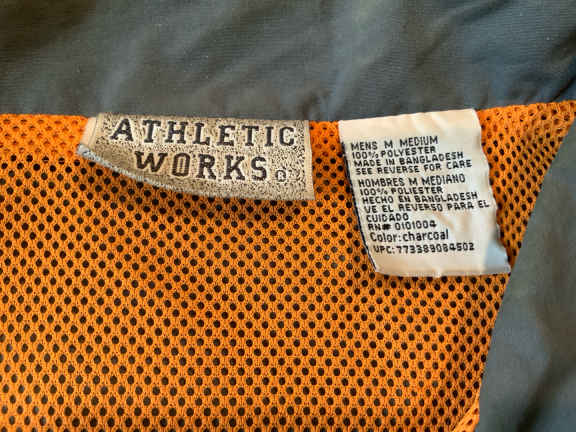 ATHLETIC
WORKS®
MENS M MEDIUM
100% POLYESTER
MADE IN BANGLADESH
SEE REVERSE FOR CARE
HOMBRES M MEDIANO
100% POLIESTER
HECHO EN BANGLADESH
VE EL REVERSO PARA EL
CUIDADO
RN# 0101004
Color:charcoal
UPC:773389084502